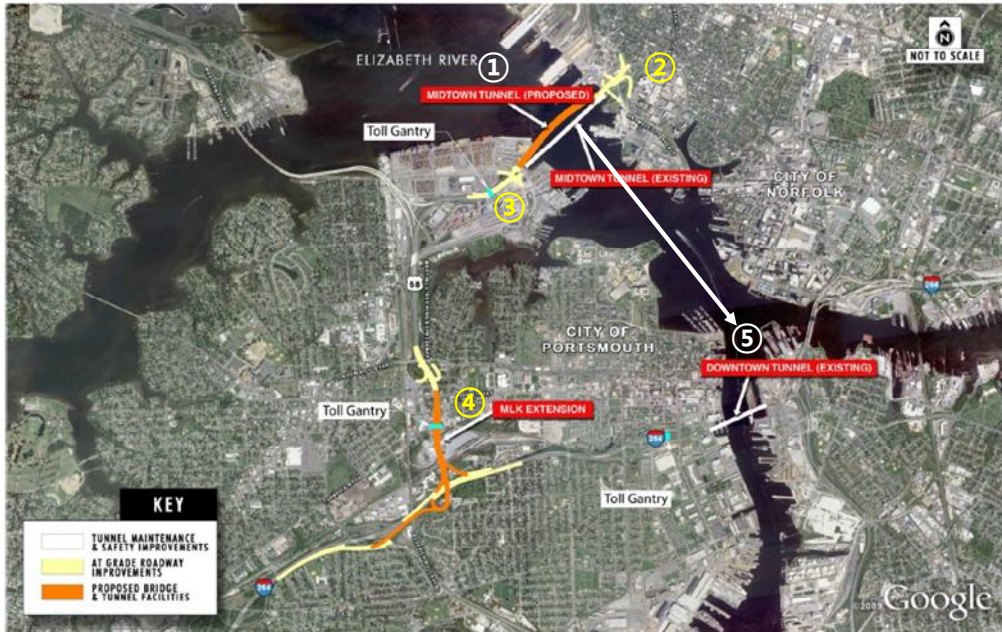 ELIZABETH RIVER
①
②
N
NOT TO SCALE
MIDTOWN TUNNEL (PROPOSED)
Toll Gantry
MIDTOWN TUNNEL (EXISTING)
CITY OF
NORFOLK
③
58
264
CITY OF
PORTSMOUTH
⑤
DOWNTOWN TUNNEL (EXISTING)
④
Toll Gantry
MLK EXTENSION
264
Toll Gantry
KEY
TUNNEL MAINTENANCE
& SAFETY IMPROVEMENTS
AT GRADE ROADWAY
IMPROVEMENTS
PROPOSED BRIDGE
& TUNNEL FACILITIES
264
©2009 Google